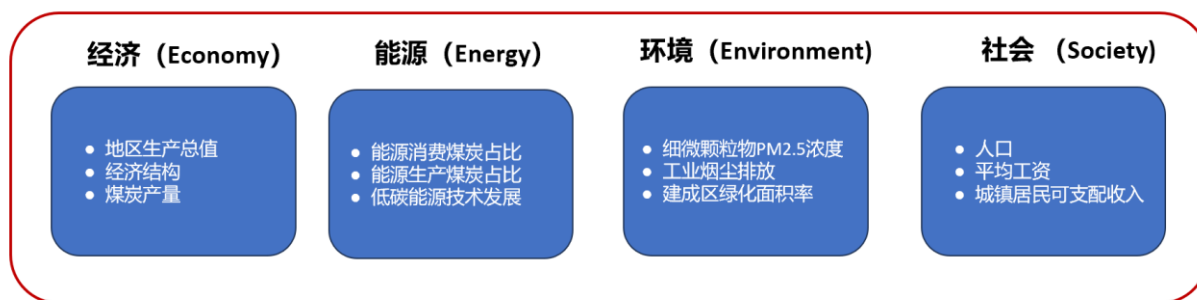 经济（Economy）
• 地区生产总值
• 经济结构
• 煤炭产量
能源（Energy）
• 能源消费煤炭占比
• 能源生产煤炭占比
• 低碳能源技术发展
环境（Environment)
• 细微颗粒物PM2.5浓度
• 工业烟尘排放
• 建成区绿化面积率
社会 （Society)
• 人口
• 平均工资
• 城镇居民可支配收入